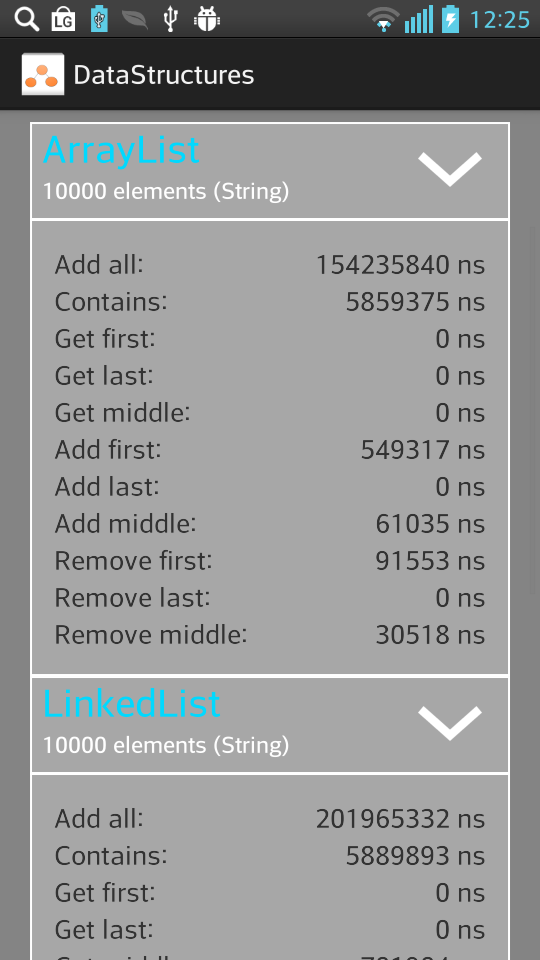 LG
12:25
DataStructures
ArrayList
10000 elements (String)
Add all: 154235840 ns
Contains: 5859375 ns
Get first: 0 ns
Get last: 0 ns
Get middle: 0 ns
Add first: 549317 ns
Add last: 0 ns
Add middle: 61035 ns
Remove first: 91553 ns
Remove last: 0 ns
Remove middle: 30518 ns
LinkedList
10000 elements (String)
Add all: 201965332 ns
Contains: 5889893 ns
Get first: 0 ns
Get last: 0 ns